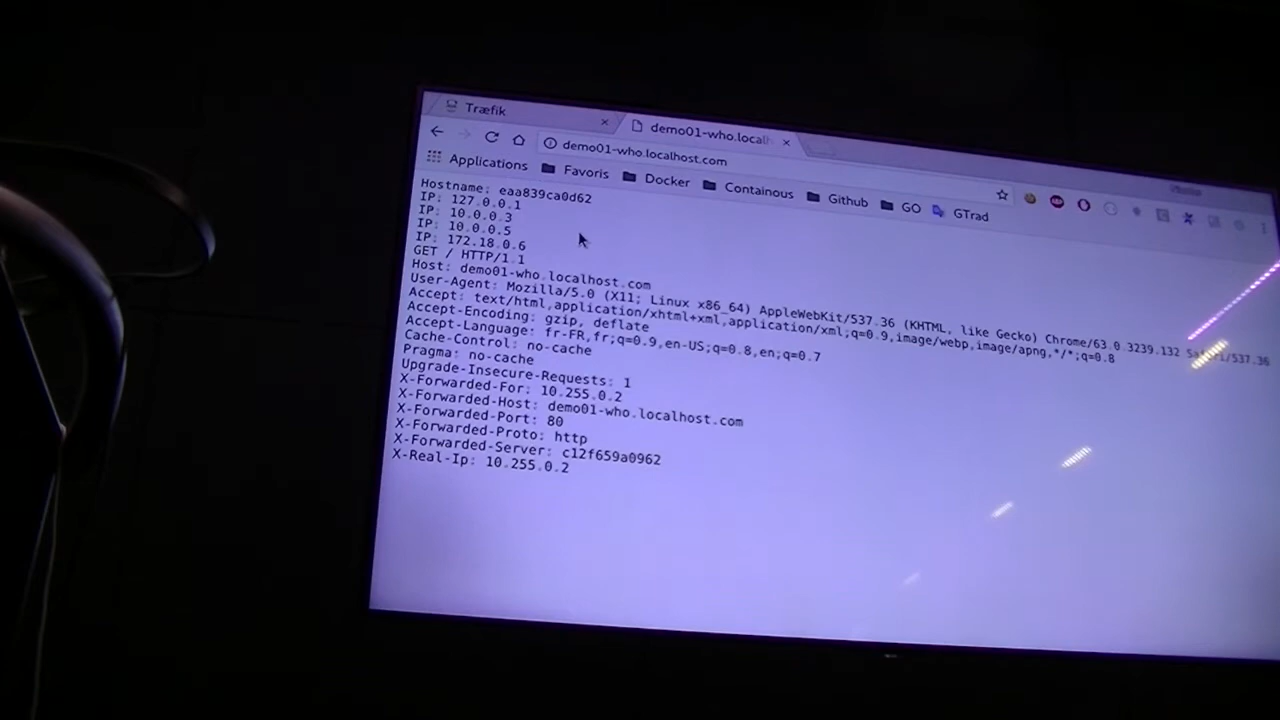 Træfik
demo01-who.local
demo01-who.localhost.com
Applications Favoris Docker Containous Github GO GTrad
Hostname: eaa839ca0d62
IP: 127.0.0.1
IP: 10.0.0.3
IP: 10.0.0.5
IP: 172.18.0.6
GET / HTTP/1.1
Host: demo01-who.localhost.com
User-Agent: Mozilla/5.0 (X11; Linux x86_64) AppleWebKit/537.36 (KHTML, like Gecko) Chrome/63.0.3239.132 Safari/537.36
Accept: text/html,application/xhtml+xml,application/xml;q=0.9,image/webp,image/apng,*/*;q=0.8
Accept-Encoding: gzip, deflate
Accept-Language: fr-FR,fr;q=0.9,en-US;q=0.8,en;q=0.7
Cache-Control: no-cache
Pragma: no-cache
Upgrade-Insecure-Requests: 1
X-Forwarded-For: 10.255.0.2
X-Forwarded-Host: demo01-who.localhost.com
X-Forwarded-Port: 80
X-Forwarded-Proto: http
X-Forwarded-Server: c12f659a0962
X-Real-Ip: 10.255.0.2